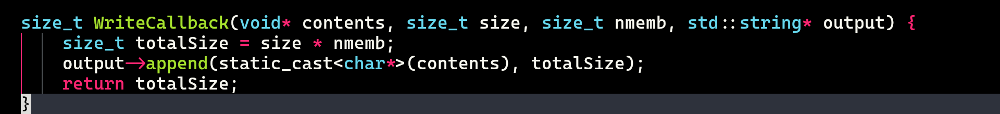 size_t WriteCallback(void* contents, size_t size, size_t nmemb, std::string* output) {
size_t totalSize = size * nmemb;
output->append(static_cast<char*>(contents), totalSize);
return totalSize;
}